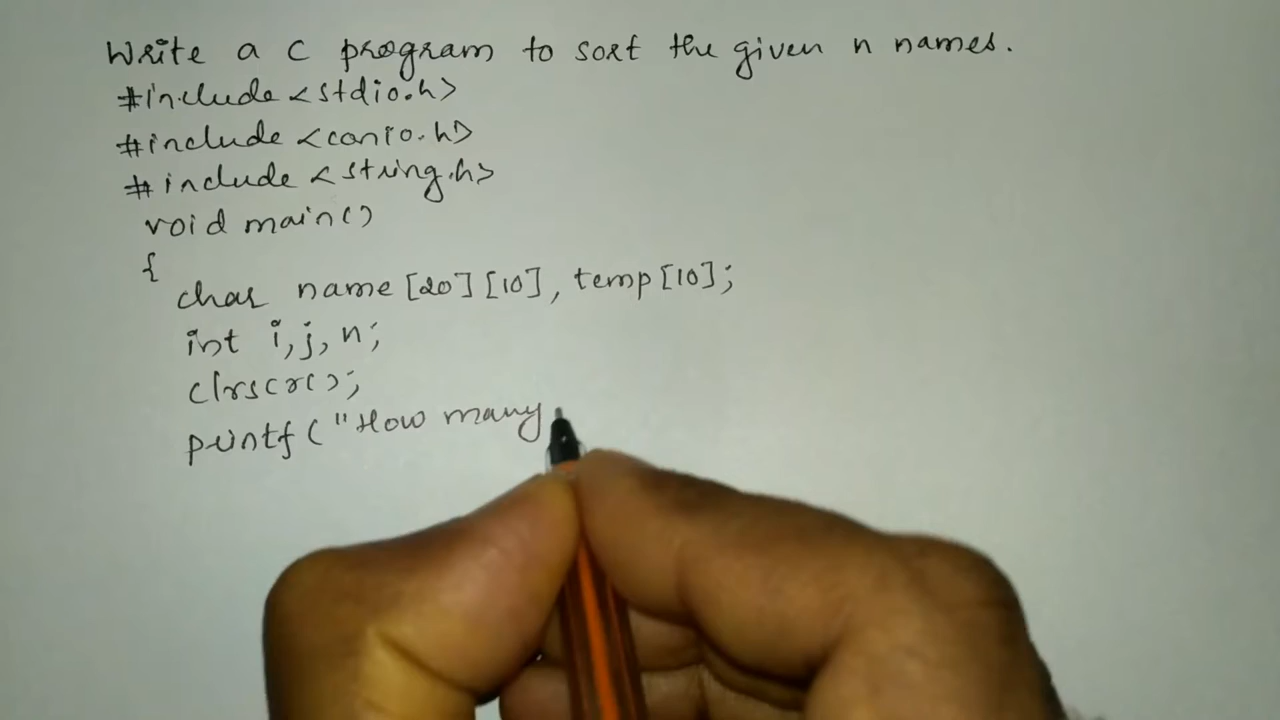 Write a C program to sort the given n names.
#include <stdio.h>
#include <conio.h>
#include <string.h>
void main()
{
char name [20] [10], temp [10];
int i, j, n;
clrscr();
printf ( "How many